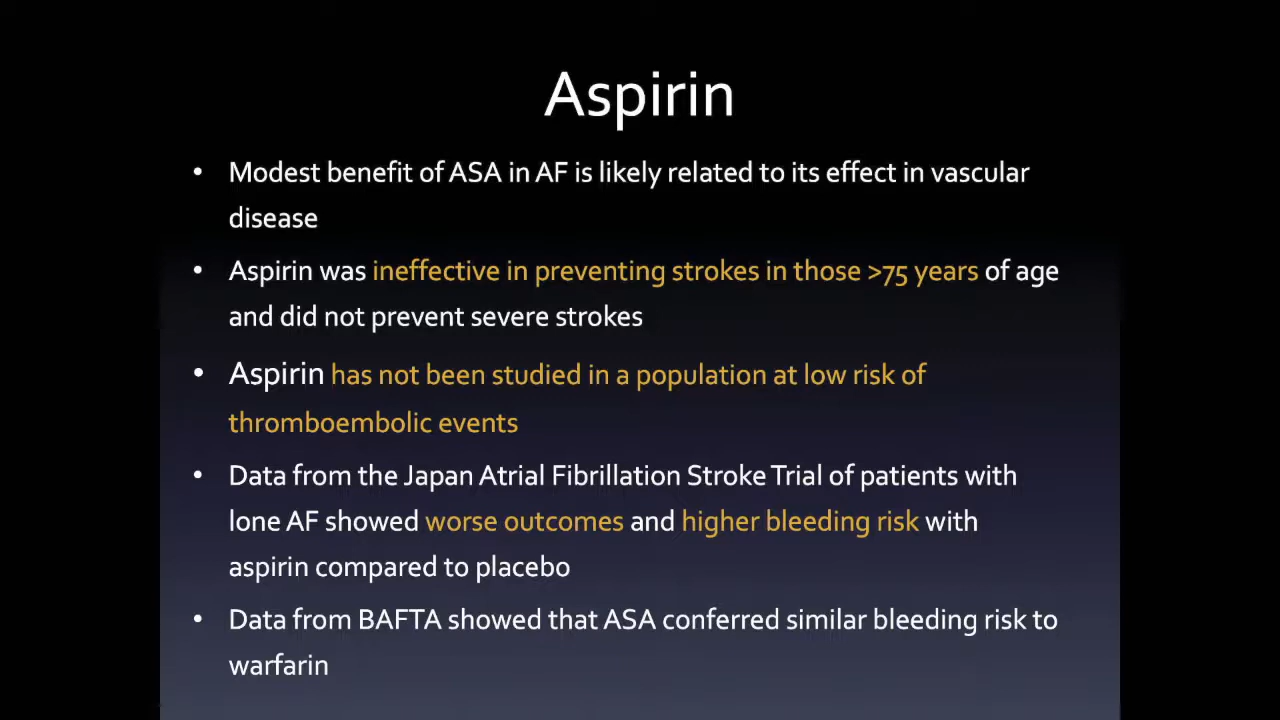 Aspirin
• Modest benefit of ASA in AF is likely related to its effect in vascular
disease
• Aspirin was ineffective in preventing strokes in those >75 years of age
and did not prevent severe strokes
• Aspirin has not been studied in a population at low risk of
thromboembolic events
• Data from the Japan Atrial Fibrillation Stroke Trial of patients with
lone AF showed worse outcomes and higher bleeding risk with
aspirin compared to placebo
• Data from BAFTA showed that ASA conferred similar bleeding risk to
warfarin